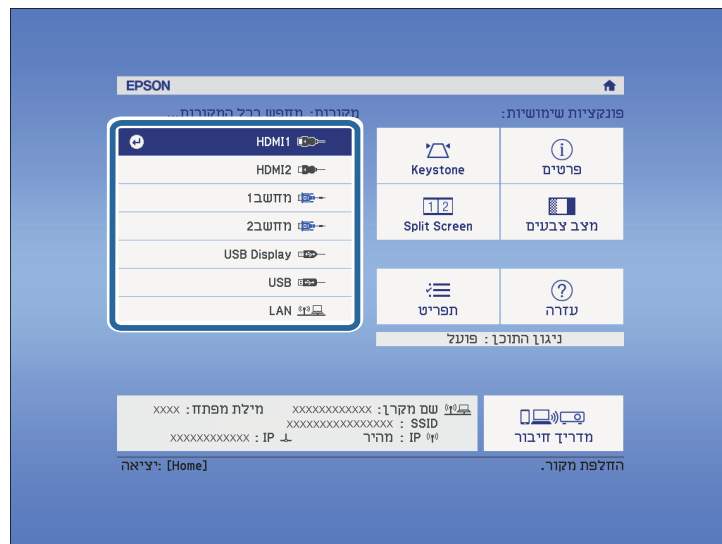 EPSON
פונקציות שימושיות:
פרטים
Keystone
מצב צבעים
Split Screen
עזרה
תפריט
ניגון התוכן : פועל
מקורות: מחפש בכל המקורות...
HDMI1
HDMI2
מחשב1
מחשב2
USB Display
USB
LAN
מדריך חיבור
שם מקרן: xxxxxxxxxxxx מילת מפתח: xxxx
SSID : xxxxxxxxxxxxxxxx
IP : מהיר IP : xxxxxxxxxxxx
החלפת מקור.
[Home] :יציאה